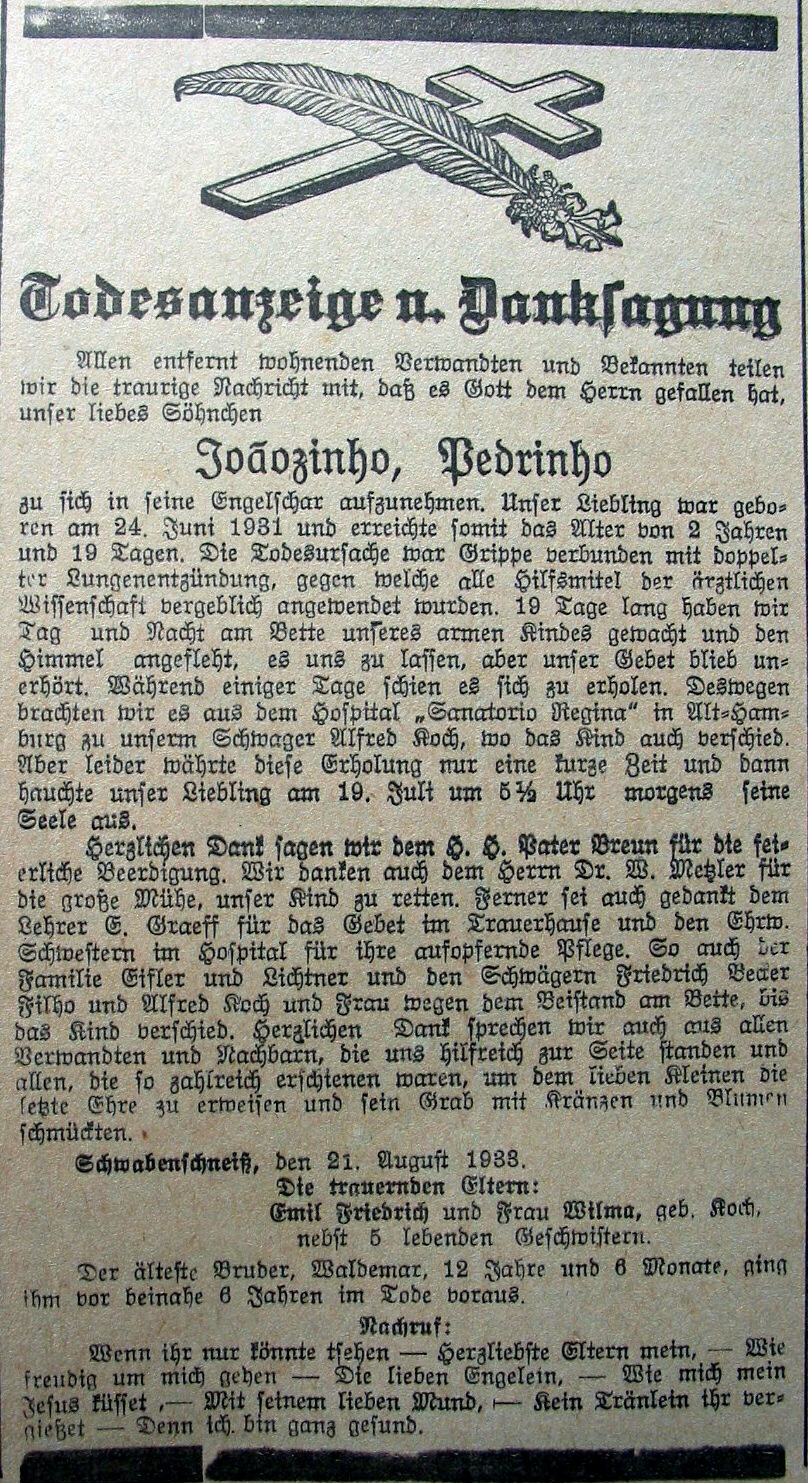 Todesanzeige u. Danksagung
Allen entfernt wohnenden Verwandten und Bekannten teilen
wir die traurige Nachricht mit, daß es Gott dem Herrn gefallen hat,
unser liebes Söhnchen
Joãozinho, Pedrinho
zu sich in seine Engelschar aufzunehmen. Unser Liebling war gebo-
ren am 24. Juni 1931 und erreichte somit das Alter von 2 Jahren
und 19 Tagen. Die Todesursache war Grippe verbunden mit doppel-
ter Lungenentzündung, gegen welche alle Hilfsmitel der ärztlichen
Wissenschaft vergeblich angewendet wurden. 19 Tage lang haben wir
Tag und Nacht am Bette unseres armen Kindes gewacht und den
Himmel angefleht, es uns zu lassen, aber unser Gebet blieb un-
erhört. Während einiger Tage schien es sich zu erholen. Deswegen
brachten wir es aus dem Hospital „Sanatorio Regina“ in Alt-Ham-
burg zu unserm Schwager Alfred Koch, wo das Kind auch verschied.
Aber leider währte diese Erholung nur eine kurze Zeit und dann
hauchte unser Liebling am 19. Juli um 5½ Uhr morgens seine
Seele aus.
Herzlichen Dank sagen wir dem H. H. Pater Breun für die fei-
erliche Beerdigung. Wir danken auch dem Herrn Dr. W. Metzler für
die große Mühe, unser Kind zu retten. Ferner sei auch gedankt dem
Lehrer E. Graeff für das Gebet im Trauerhause und den Ehrw.
Schwestern im Hospital für ihre aufopfernde Pflege. So auch der
Familie Eifler und Lichtner und den Schwägern Friedrich Becker
Filho und Alfred Koch und Frau wegen dem Beistand am Bette, bis
das Kind verschied. Herzlichen Dank sprechen wir auch aus allen
Verwandten und Nachbarn, die uns hilfreich zur Seite standen und
allen, die so zahlreich erschienen waren, um dem lieben Kleinen die
letzte Ehre zu erweisen und sein Grab mit Kränzen und Blumen
schmückten.
Schwabenschneiß, den 21. August 1933.
Die trauernden Eltern:
Emil Friedrich und Frau Wilma, geb. Koch,
nebst 5 lebenden Geschwistern.
Der älteste Bruder, Waldemar, 12 Jahre und 6 Monate, ging
ihm vor beinahe 6 Jahren im Tode voraus.
Nachruf:
Wenn ihr nur könnte tsehen — Herzliebste Eltern mein, — Wie
freudig um mich gehen — Die lieben Engelein, — Wie mich mein
Jesus küsset ,— Mit seinem lieben Mund, — Kein Tränlein ihr ver-
gießet — Denn ich. bin ganz gesund.